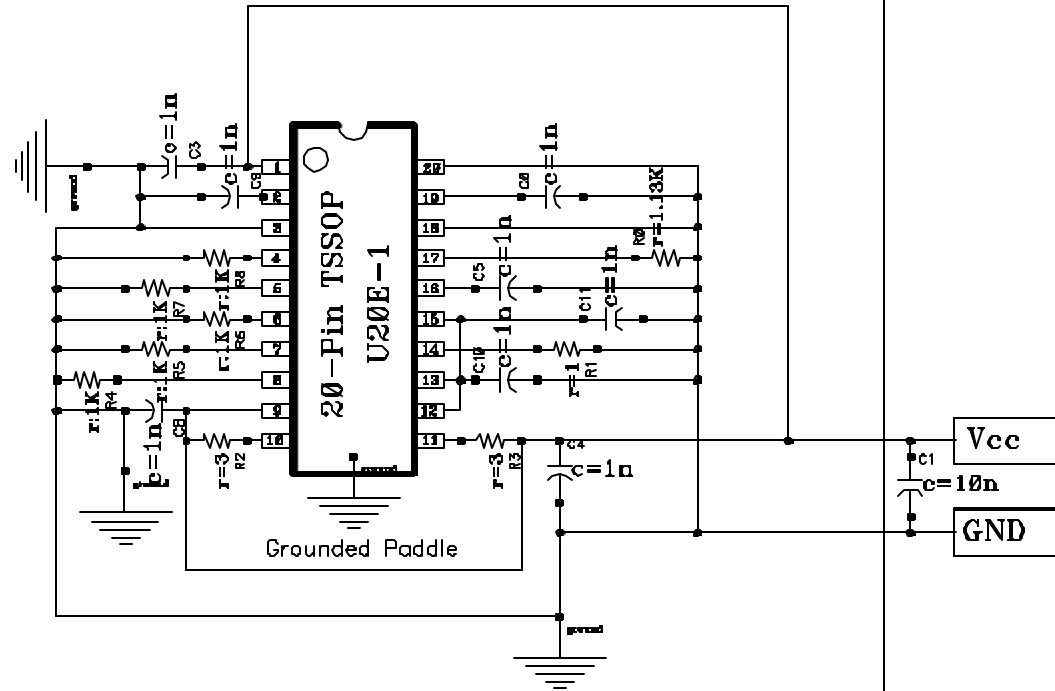 c=1n
C3
c=1n
C9
ground
1
2
3
4
5
6
7
8
9
10
20-Pin TSSOP
U20E-1
20
19
18
17
16
15
14
13
12
11
C0
c=1n
R0
r=1.13K
C5
c=1n
C11
c=1n
C10
c=1n
r=1
R1
r:1K
R8
r:1K
R7
r:1K
R6
r:1K
R5
r:1K
R4
c=1n
ground
r=3
R2
ground
r=3
R3
C4
c=1n
Vcc
C1
c=10n
GND
Grounded Paddle
ground